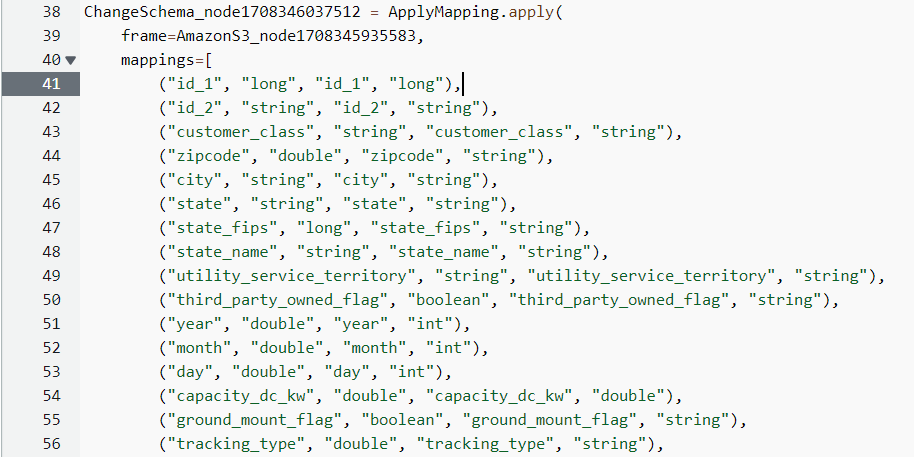 38 ChangeSchema_node1708346037512 = ApplyMapping.apply(
39 frame=AmazonS3_node1708345935583,
40 mappings=[
41 ("id_1", "long", "id_1", "long"),
42 ("id_2", "string", "id_2", "string"),
43 ("customer_class", "string", "customer_class", "string"),
44 ("zipcode", "double", "zipcode", "string"),
45 ("city", "string", "city", "string"),
46 ("state", "string", "state", "string"),
47 ("state_fips", "long", "state_fips", "string"),
48 ("state_name", "string", "state_name", "string"),
49 ("utility_service_territory", "string", "utility_service_territory", "string"),
50 ("third_party_owned_flag", "boolean", "third_party_owned_flag", "string"),
51 ("year", "double", "year", "int"),
52 ("month", "double", "month", "int"),
53 ("day", "double", "day", "int"),
54 ("capacity_dc_kw", "double", "capacity_dc_kw", "double"),
55 ("ground_mount_flag", "boolean", "ground_mount_flag", "string"),
56 ("tracking_type", "double", "tracking_type", "string"),